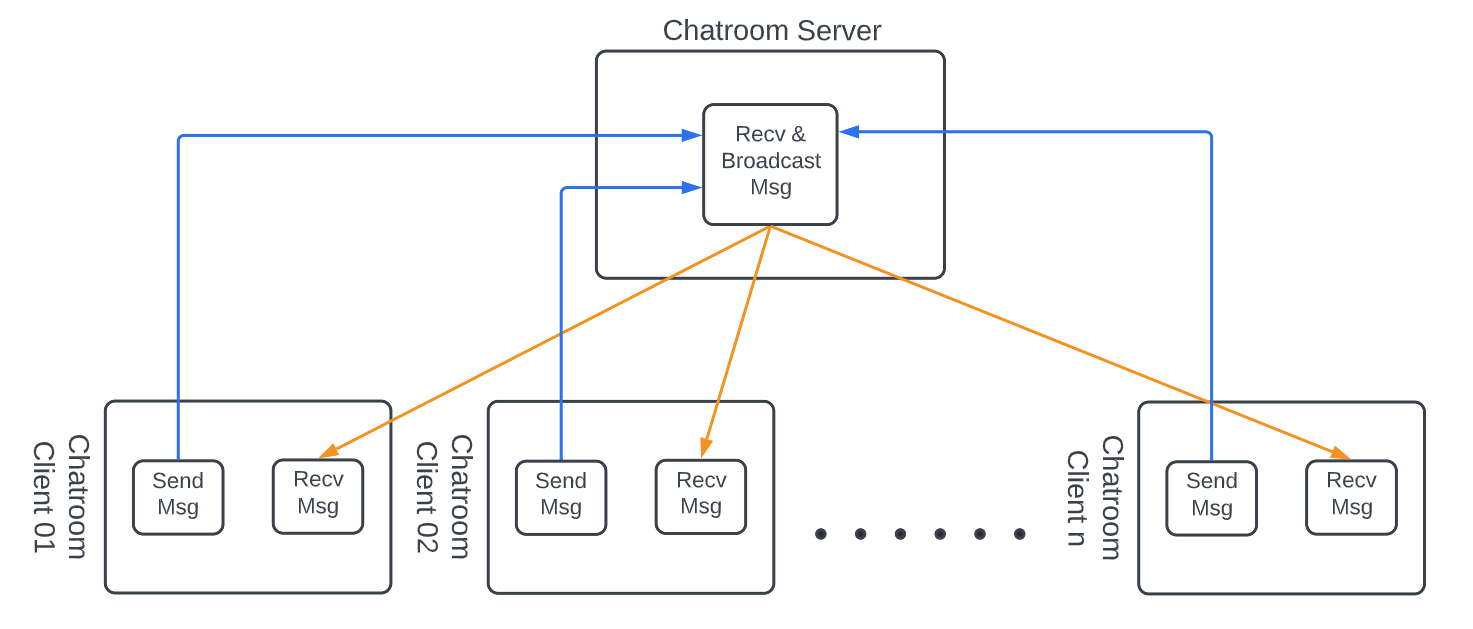 Chatroom Server
Recv &
Broadcast
Msg
Chatroom
Client 01
Send
Msg
Recv
Msg
Chatroom
Client 02
Send
Msg
Recv
Msg
Chatroom
Client n
Send
Msg
Recv
Msg